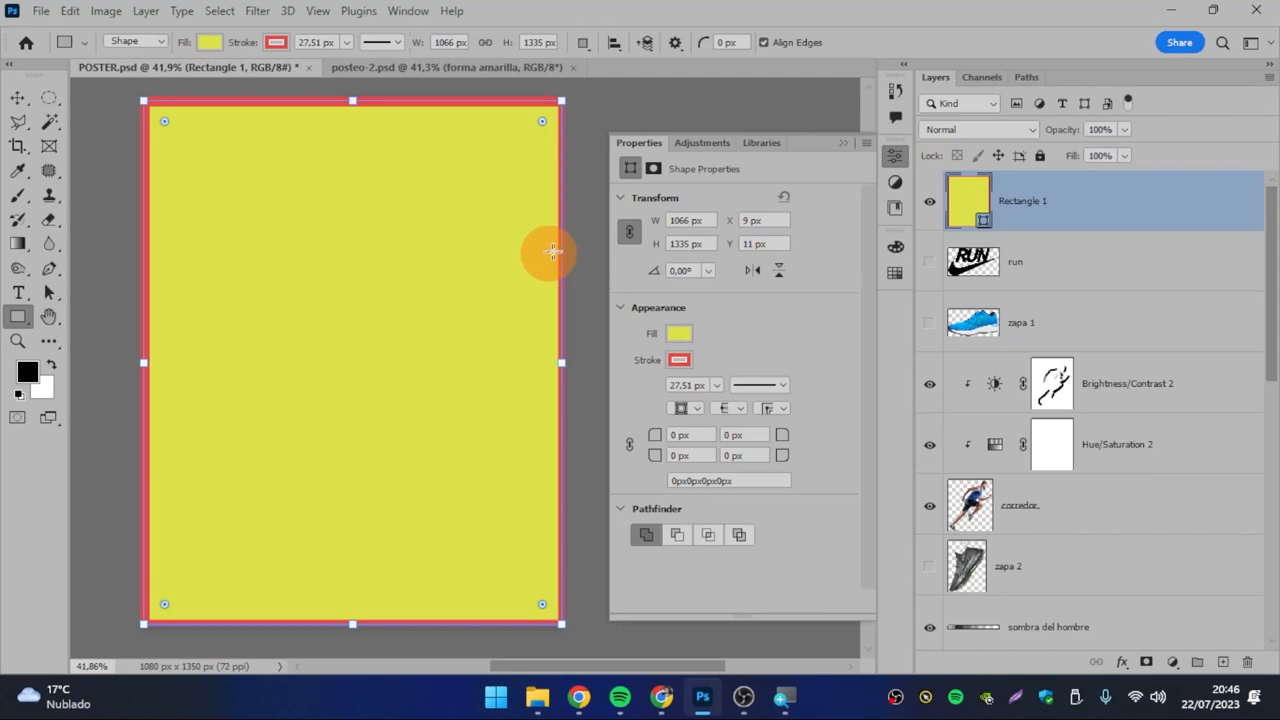 Ps File Edit Image Layer Type Select Filter 3D View Plugins Window Help
Shape Fill: Stroke: 27,51 px W: 1066 px H: 1335 px 0 px Align Edges Share
POSTER.psd @ 41,9% (Rectangle 1, RGB/8#) * × posteo-2.psd @ 41,3% (forma amarilla, RGB/8*) ×
Properties Adjustments Libraries
Shape Properties
Transform
W 1066 px X 9 px
H 1335 px Y 11 px
0,00°
Appearance
Fill
Stroke
27,51 px
0 px 0 px
0 px 0 px
0px0px0px0px
Pathfinder
Layers Channels Paths
Kind
Normal Opacity: 100%
Lock: Fill: 100%
Rectangle 1
RUN run
zapa 1
Brightness/Contrast 2
Hue/Saturation 2
corredor
zapa 2
sombra del hombre
fx
T
41,86% 1080 px x 1350 px (72 ppi)
17°C
Nublado
Ps
20:46
22/07/2023